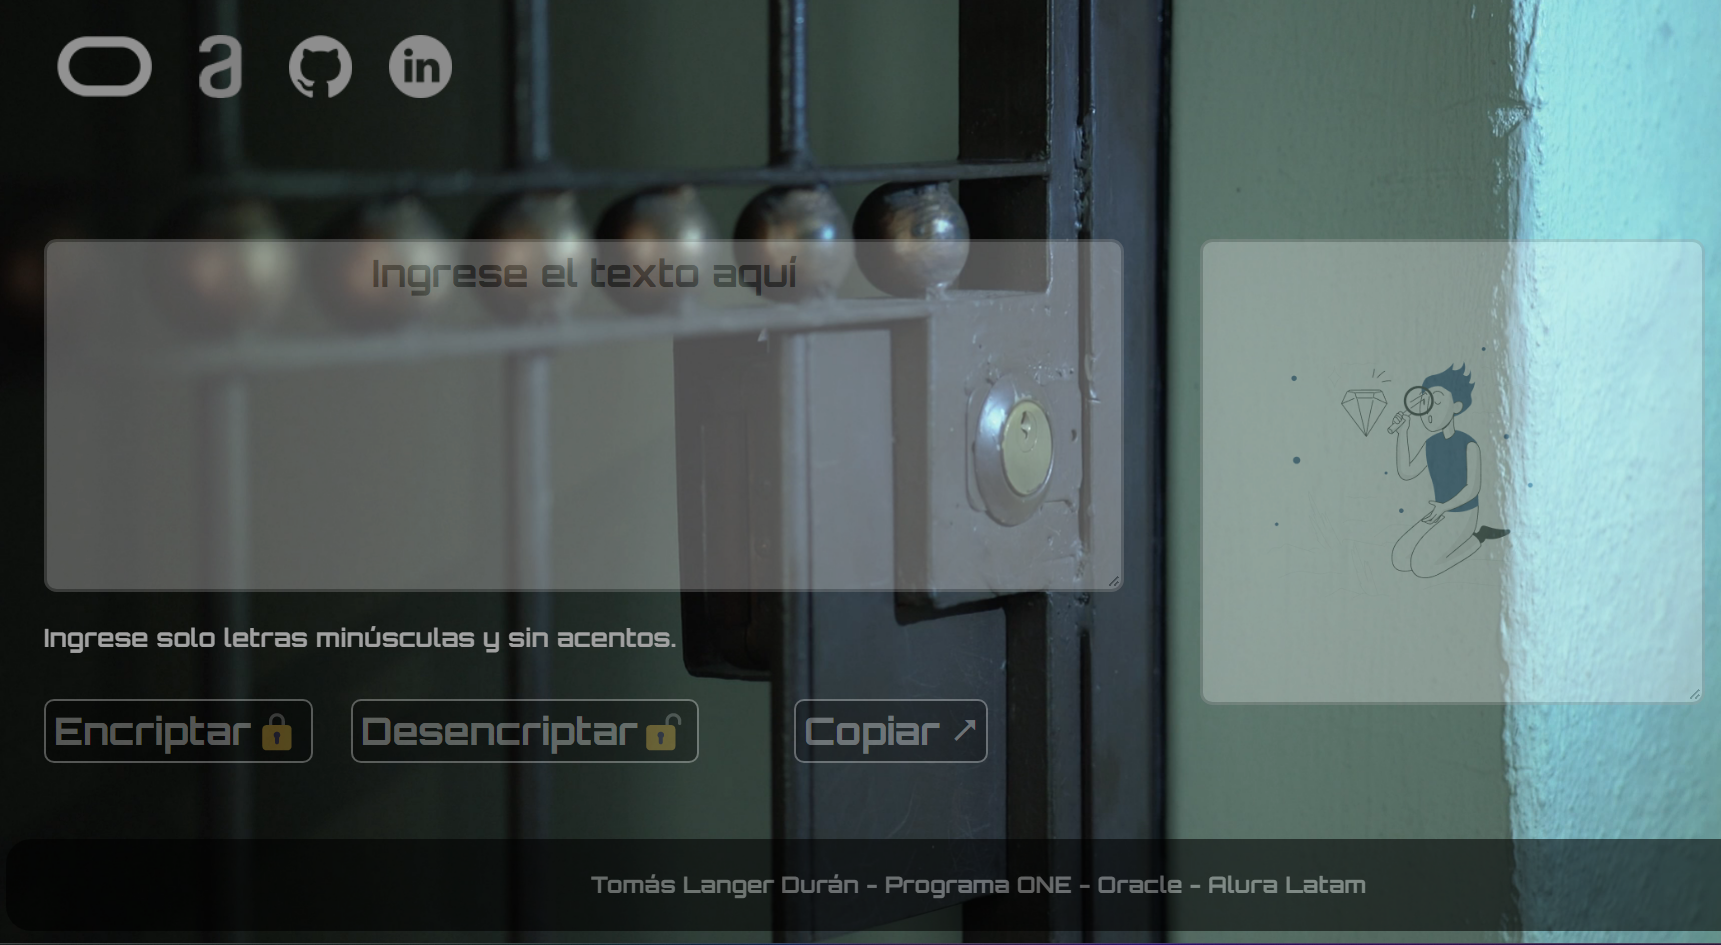 a
in
Ingrese el texto aquí
Ingrese solo letras minúsculas y sin acentos.
Encriptar
Desencriptar
Copiar ↗
Tomás Langer Durán - Programa ONE - Oracle - Alura Latam